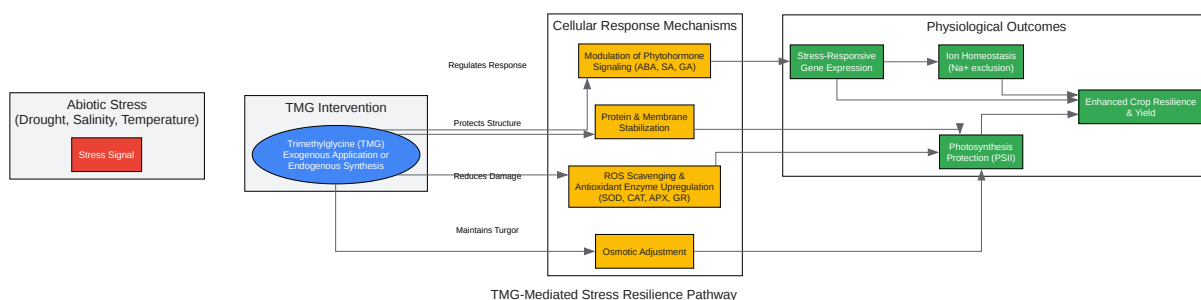 Abiotic Stress
(Drought, Salinity, Temperature)
Stress Signal
TMG Intervention
Trimethylglycine (TMG)
Exogenous Application or
Endogenous Synthesis
Regulates Response
Protects Structure
Reduces Damage
Maintains Turgor
Cellular Response Mechanisms
Modulation of Phytohormone
Signaling (ABA, SA, GA)
Protein & Membrane
Stabilization
ROS Scavenging &
Antioxidant Enzyme Upregulation
(SOD, CAT, APX, GR)
Osmotic Adjustment
Physiological Outcomes
Stress-Responsive
Gene Expression
Ion Homeostasis
(Na+ exclusion)
Enhanced Crop Resilience
& Yield
Photosynthesis
Protection (PSII)
TMG-Mediated Stress Resilience Pathway